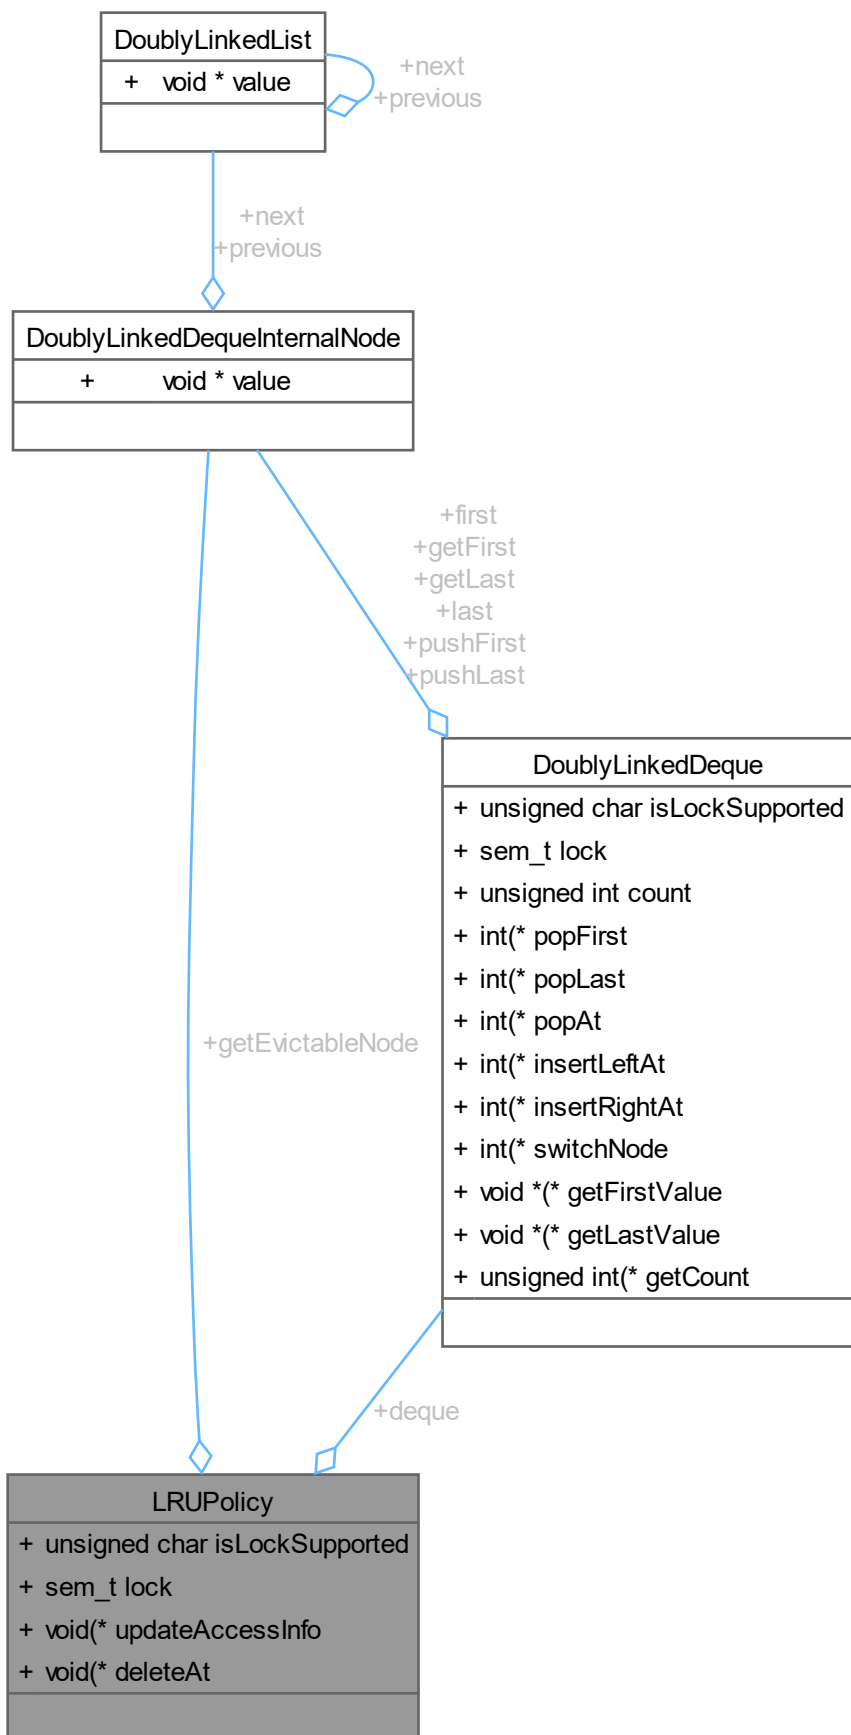 DoublyLinkedList
+ void * value
+next
+previous
+next
+previous
DoublyLinkedDequeInternalNode
+ void * value
+first
+getFirst
+getLast
+last
+pushFirst
+pushLast
DoublyLinkedDeque
+ unsigned char isLockSupported
+ sem_t lock
+ unsigned int count
+ int(* popFirst
+ int(* popLast
+ int(* popAt
+ int(* insertLeftAt
+ int(* insertRightAt
+ int(* switchNode
+ void *(* getFirstValue
+ void *(* getLastValue
+ unsigned int(* getCount
+getEvictableNode
+deque
LRUPolicy
+ unsigned char isLockSupported
+ sem_t lock
+ void(* updateAccessInfo
+ void(* deleteAt